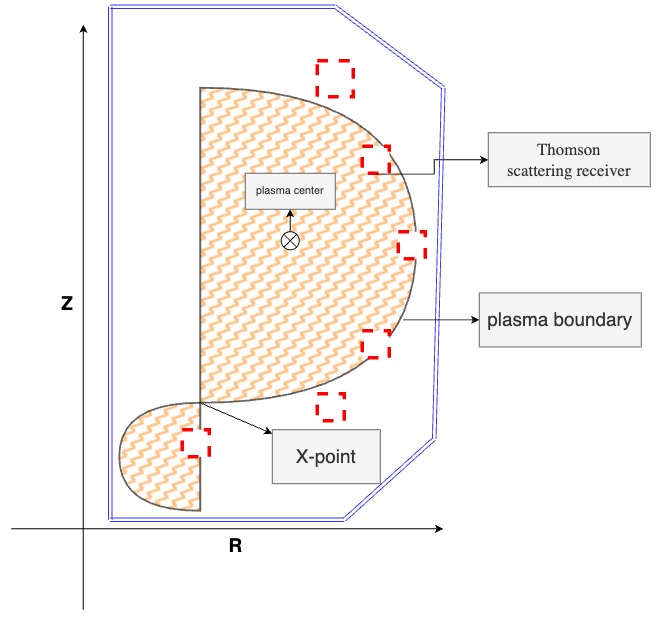 Thomson
scattering receiver
plasma center
Z
plasma boundary
X-point
R